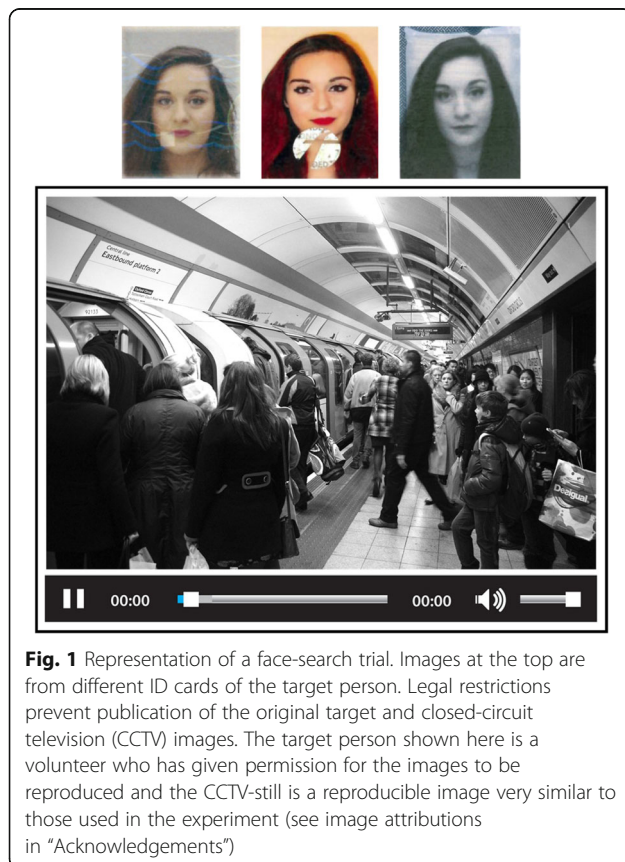 Central line
Eastbound platform 2
92133
Desigual
00:00
00:00
Fig. 1 Representation of a face-search trial. Images at the top are
from different ID cards of the target person. Legal restrictions
prevent publication of the original target and closed-circuit
television (CCTV) images. The target person shown here is a
volunteer who has given permission for the images to be
reproduced and the CCTV-still is a reproducible image very similar to
those used in the experiment (see image attributions
in “Acknowledgements”)